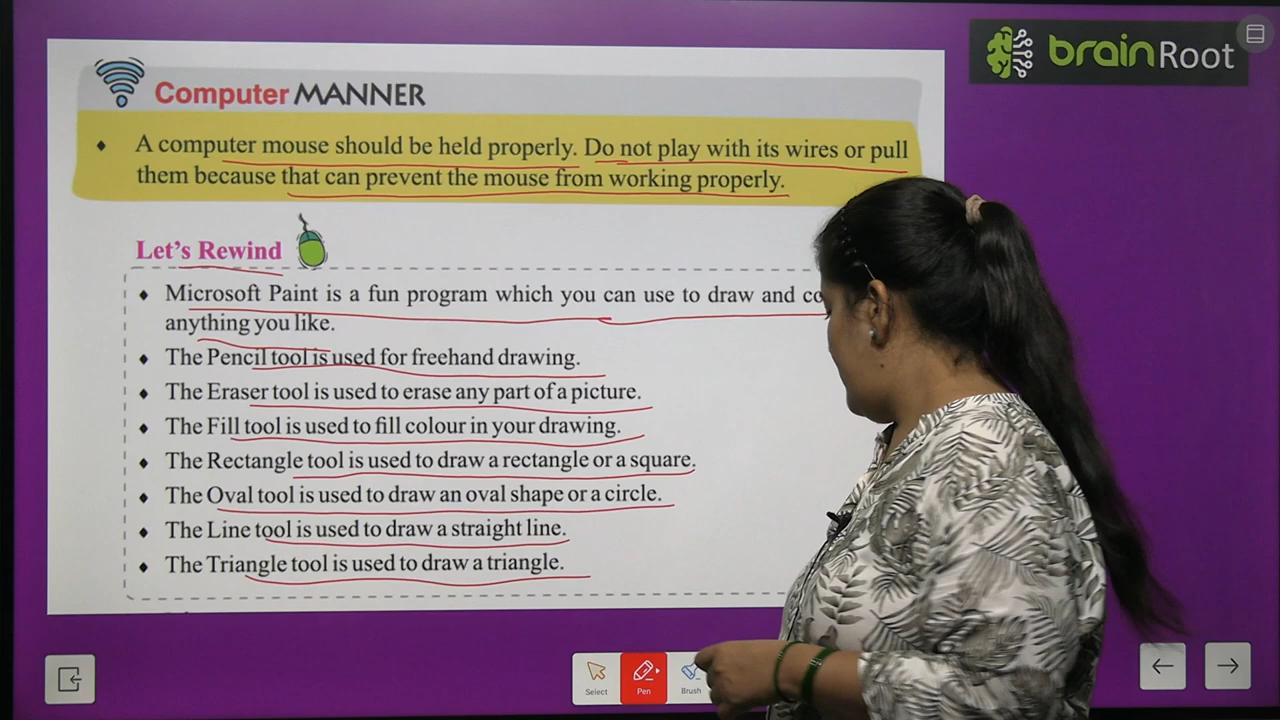 brainRoot
Computer MANNER
♦ A computer mouse should be held properly. Do not play with its wires or pull
them because that can prevent the mouse from working properly.
Let's Rewind
♦ Microsoft Paint is a fun program which you can use to draw and
anything you like.
♦ The Pencil tool is used for freehand drawing.
♦ The Eraser tool is used to erase any part of a picture.
♦ The Fill tool is used to fill colour in your drawing.
♦ The Rectangle tool is used to draw a rectangle or a square.
♦ The Oval tool is used to draw an oval shape or a circle.
♦ The Line tool is used to draw a straight line.
♦ The Triangle tool is used to draw a triangle.
Select Pen Brush